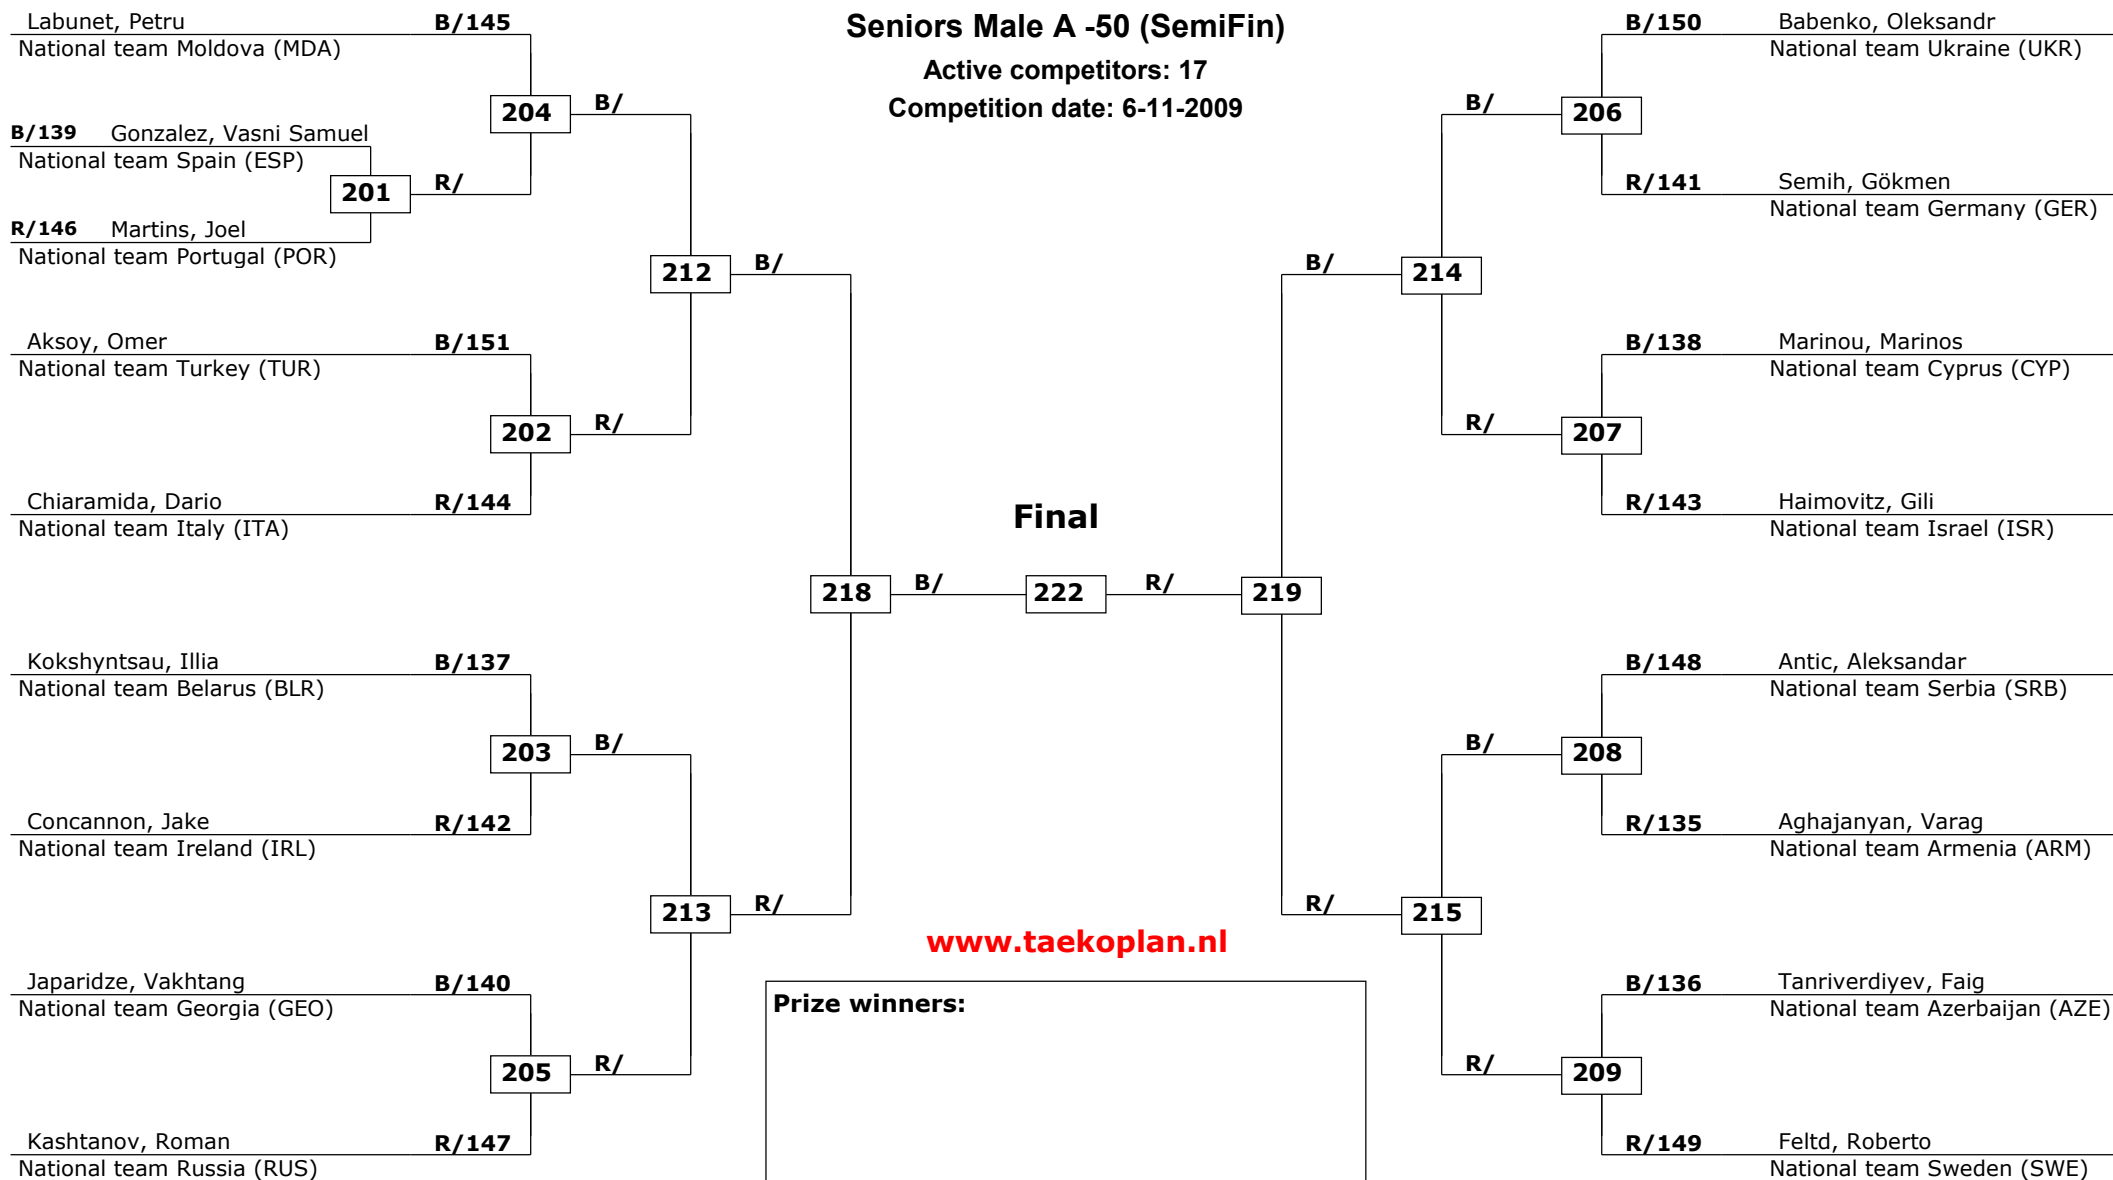 Seniors Male A -50 (SemiFin)
Active competitors: 17
Competition date: 6-11-2009
Labunet, Petru B/145
National team Moldova (MDA)
204 B/
B/139 Gonzalez, Vasni Samuel
National team Spain (ESP)
201 R/
R/146 Martins, Joel
National team Portugal (POR)
212 B/
Aksoy, Omer B/151
National team Turkey (TUR)
202 R/
Chiaramida, Dario R/144
National team Italy (ITA)
218 B/
Kokshyntsau, Illia B/137
National team Belarus (BLR)
203 B/
Concannon, Jake R/142
National team Ireland (IRL)
213 R/
Japaridze, Vakhtang B/140
National team Georgia (GEO)
205 R/
Kashtanov, Roman R/147
National team Russia (RUS)
Final
222
R/ 219
B/150 Babenko, Oleksandr
National team Ukraine (UKR)
B/ 206
R/141 Semih, Gökmen
National team Germany (GER)
B/ 214
B/138 Marinou, Marinos
National team Cyprus (CYP)
R/ 207
R/143 Haimovitz, Gili
National team Israel (ISR)
B/148 Antic, Aleksandar
National team Serbia (SRB)
B/ 208
R/135 Aghajanyan, Varag
National team Armenia (ARM)
R/ 215
B/136 Tanriverdiyev, Faig
National team Azerbaijan (AZE)
R/ 209
R/149 Feltd, Roberto
National team Sweden (SWE)
www.taekoplan.nl
Prize winners: